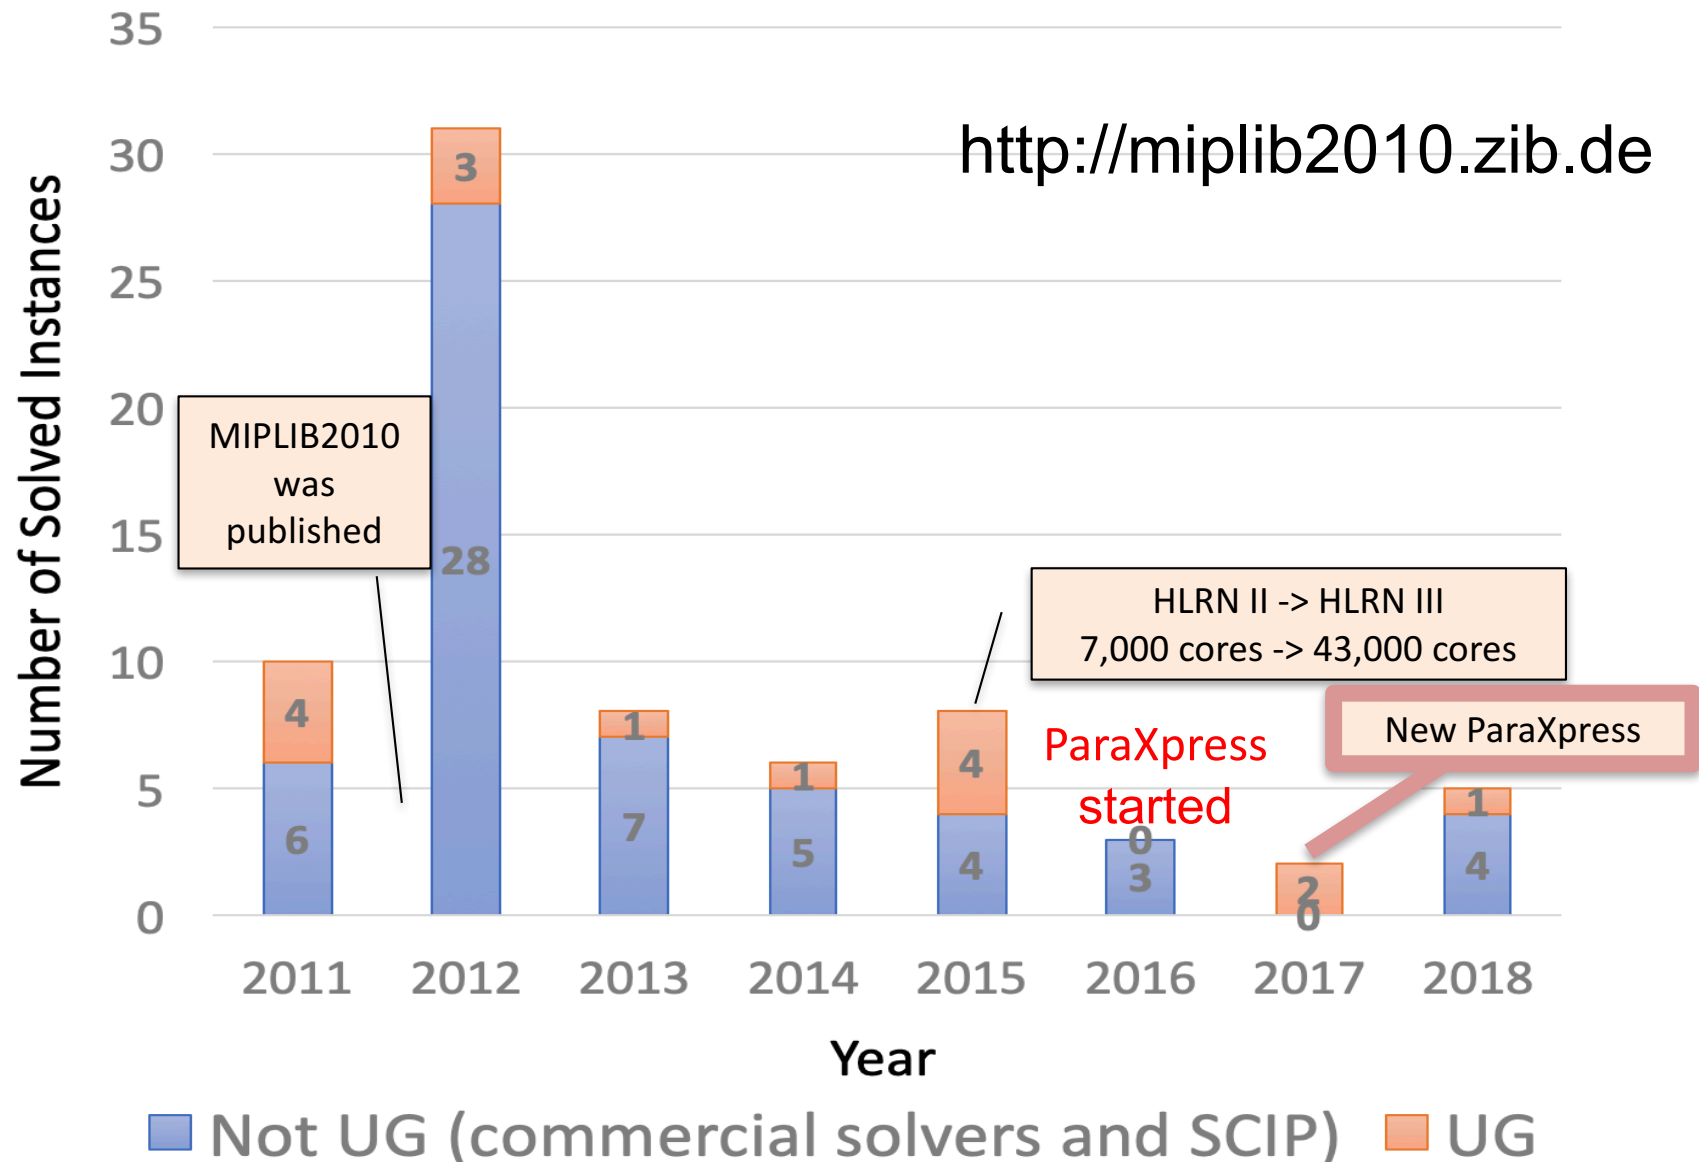 35
http://miplib2010.zib.de
30
3
25
20
MIPLIB2010
was
published
15
28
HLRN II -> HLRN III
7,000 cores -> 43,000 cores
10
4
1
4
ParaXpress
started
New ParaXpress
5
6
7
1
5
4
0
3
2
0
1
4
0
Number of Solved Instances
2011 2012 2013 2014 2015 2016 2017 2018
Year
Not UG (commercial solvers and SCIP) UG